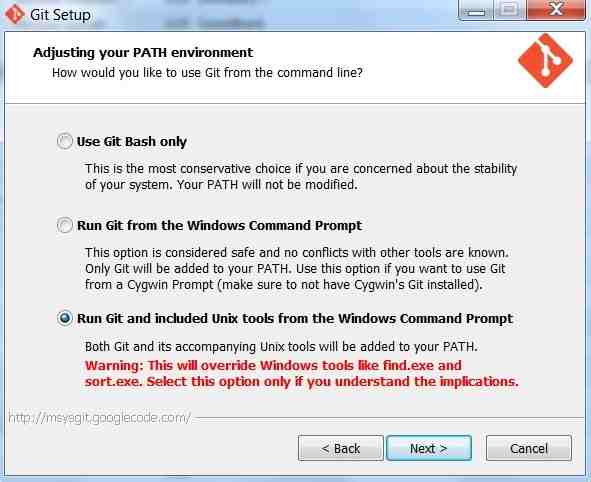 Git Setup
Adjusting your PATH environment
How would you like to use Git from the command line?
Use Git Bash only
This is the most conservative choice if you are concerned about the stability
of your system. Your PATH will not be modified.
Run Git from the Windows Command Prompt
This option is considered safe and no conflicts with other tools are known.
Only Git will be added to your PATH. Use this option if you want to use Git
from a Cygwin Prompt (make sure to not have Cygwin's Git installed).
Run Git and included Unix tools from the Windows Command Prompt
Both Git and its accompanying Unix tools will be added to your PATH.
Warning: This will override Windows tools like find.exe and
sort.exe. Select this option only if you understand the implications.
http://msysgit.googlecode.com/
< Back Next > Cancel